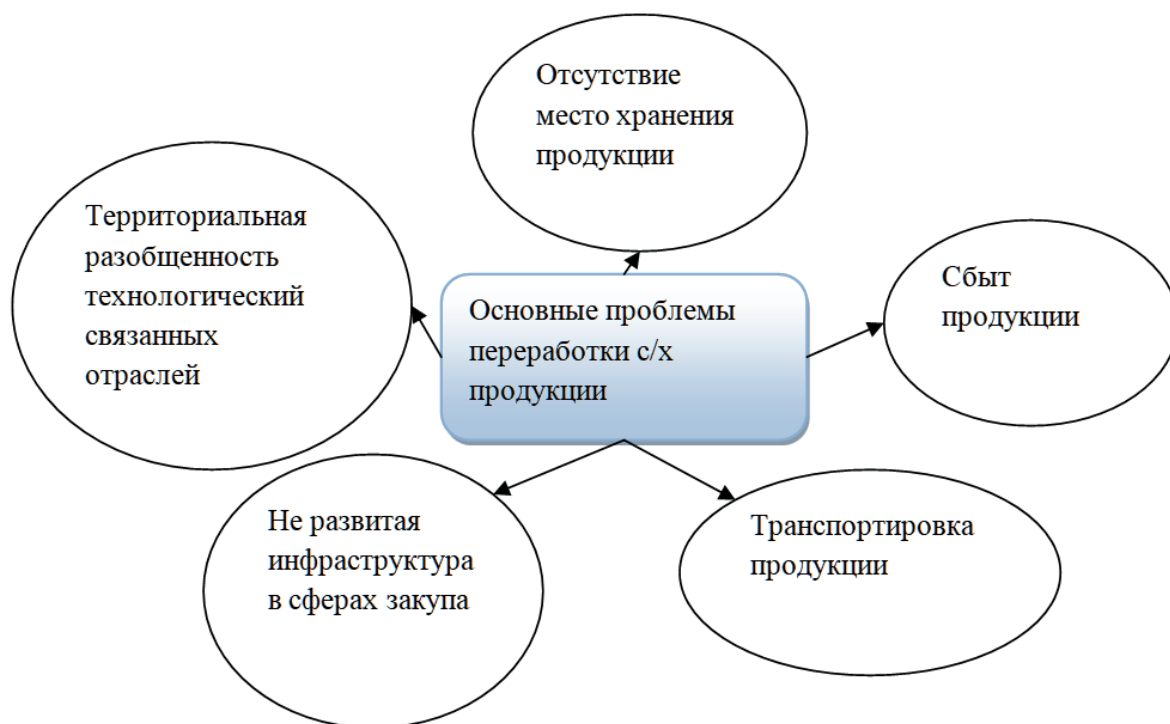 Отсутствие
место хранения
продукции
Территориальная
разобщенность
технологический
связанных
отраслей
Основные проблемы
переработки с/х
продукции
Сбыт
продукции
Не развитая
инфраструктура
в сферах закупа
Транспортировка
продукции